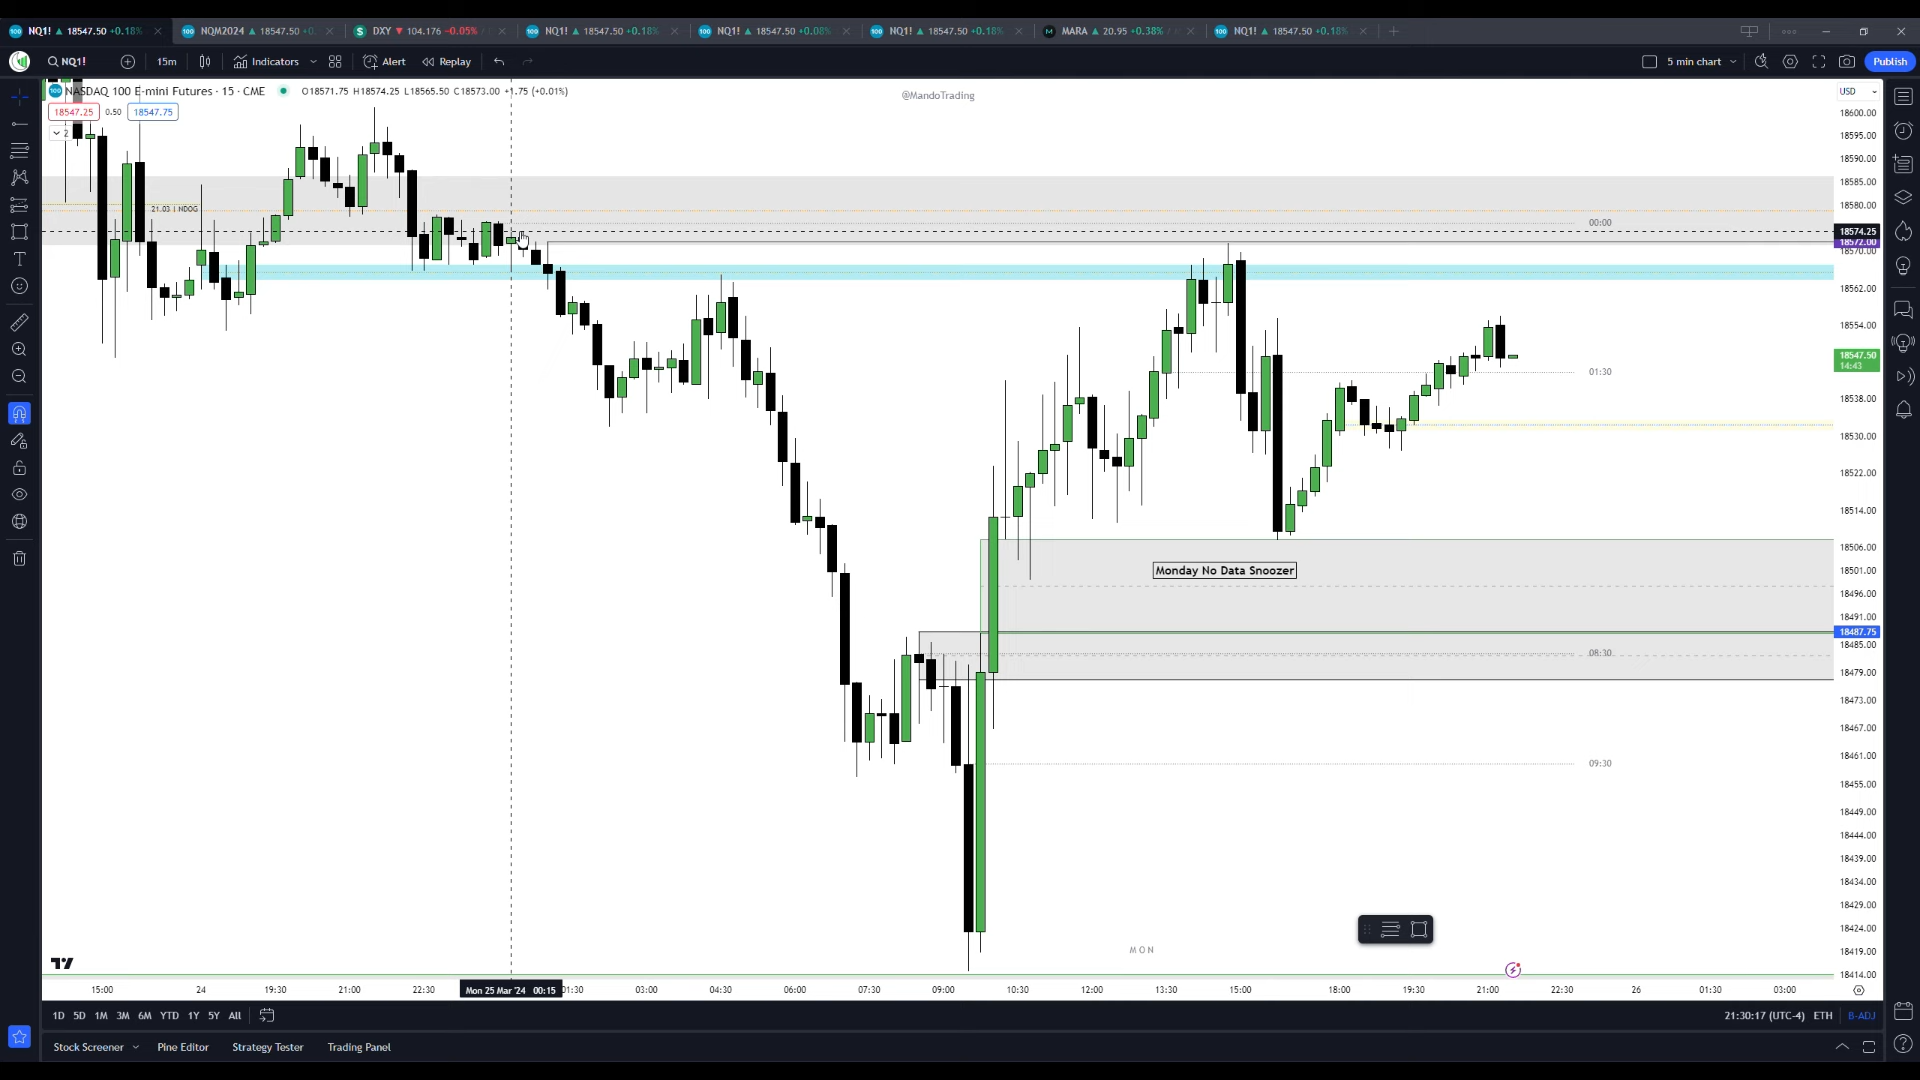 NQ1! ▲ 18547.50 +0.18%
NQM2024 ▲ 18547.50 +0.
DXY ▼ 104.176 −0.05% /
NQ1! ▲ 18547.50 +0.18%
NQ1! ▲ 18547.50 +0.08%
NQ1! ▲ 18547.50 +0.18%
MARA ▲ 20.95 +0.38% /
NQ1! ▲ 18547.50 +0.18%
NQ1!
15m
Indicators
Alert
Replay
5 min chart
Publish
NASDAQ 100 E-mini Futures · 15 · CME
O18571.75 H18574.25 L18565.50 C18573.00 +1.75 (+0.01%)
@MandoTrading
USD
18547.25
0.50
18547.75
2
21.03 | NDOG
00:00
01:30
Monday No Data Snoozer
08:30
09:30
MON
18600.00
18595.00
18590.00
18585.00
18580.00
18574.25
18572.00
18570.00
18562.00
18554.00
18547.50
14:43
18538.00
18530.00
18522.00
18514.00
18506.00
18501.00
18496.00
18491.00
18487.75
18485.00
18479.00
18473.00
18467.00
18461.00
18455.00
18449.00
18444.00
18439.00
18434.00
18429.00
18424.00
18419.00
18414.00
15:00
24
19:30
21:00
22:30
Mon 25 Mar '24 00:15
01:30
03:00
04:30
06:00
07:30
09:00
10:30
12:00
13:30
15:00
18:00
19:30
21:00
22:30
26
01:30
03:00
1D 5D 1M 3M 6M YTD 1Y 5Y All
21:30:17 (UTC-4) ETH B-ADJ
Stock Screener
Pine Editor
Strategy Tester
Trading Panel